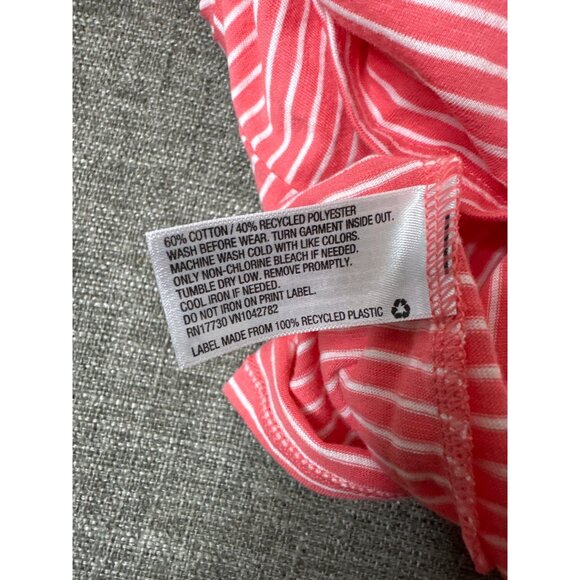 60% COTTON / 40% RECYCLED POLYESTER
WASH BEFORE WEAR. TURN GARMENT INSIDE OUT.
MACHINE WASH COLD WITH LIKE COLORS.
ONLY NON-CHLORINE BLEACH IF NEEDED.
TUMBLE DRY LOW. REMOVE PROMPTLY.
COOL IRON IF NEEDED.
DO NOT IRON ON PRINT LABEL.
RN17730 VN1042782
LABEL MADE FROM 100% RECYCLED PLASTIC